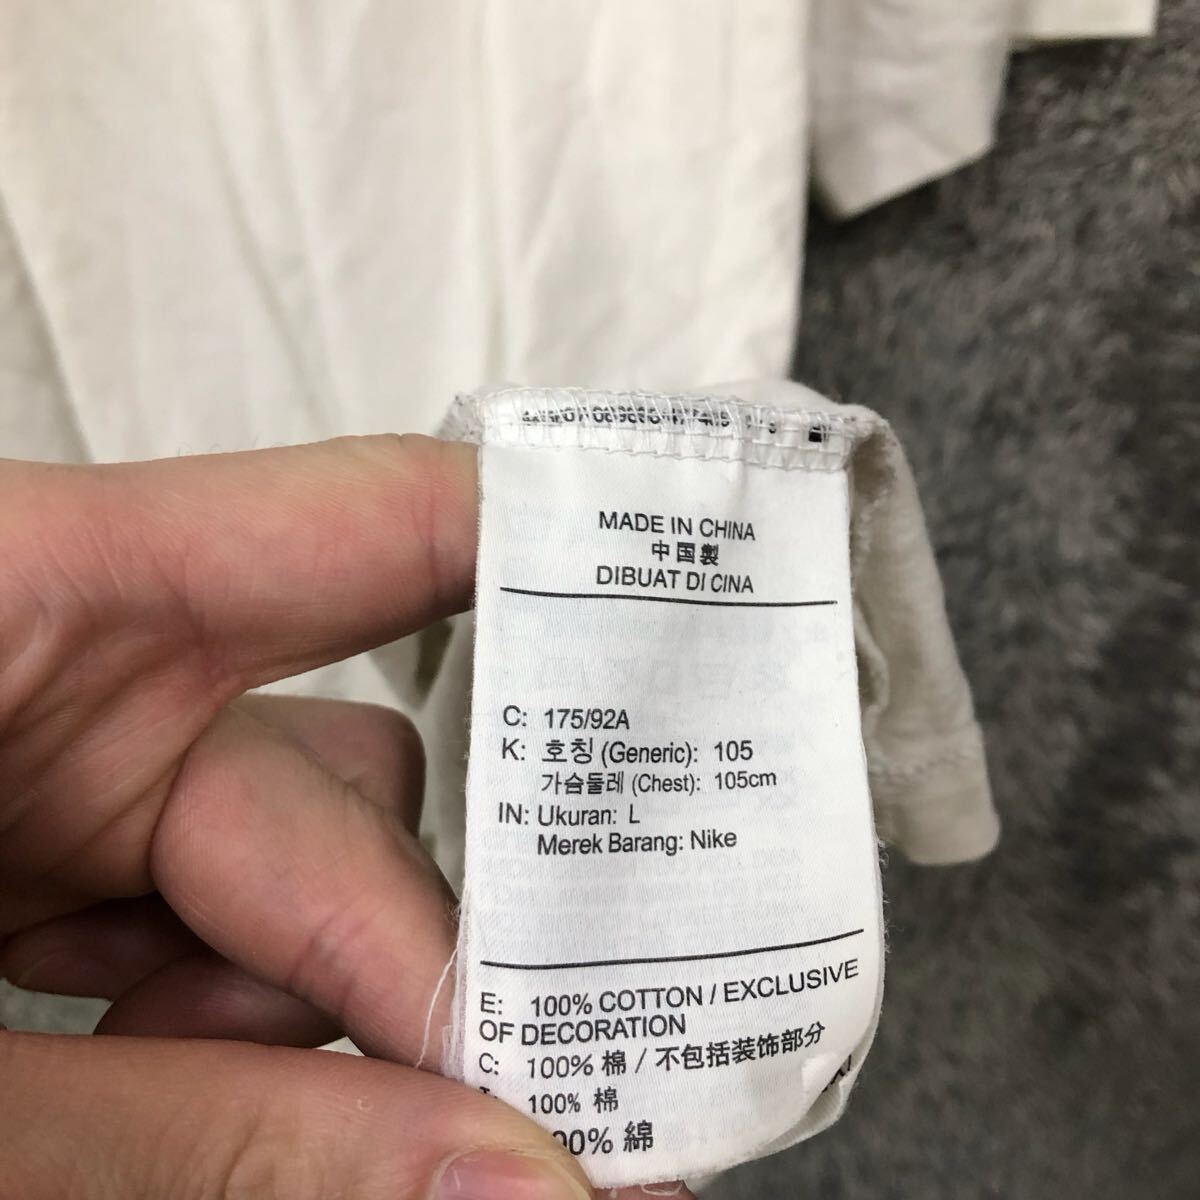 MADE IN CHINA
中国製
DIBUAT DI CINA
C: 175/92A
K: 호칭 (Generic): 105
가슴둘레 (Chest): 105cm
IN: Ukuran: L
Merek Barang: Nike
E: 100% COTTON / EXCLUSIVE
OF DECORATION
C: 100% 棉 / 不包括装饰部分
100% 棉
00% 綿